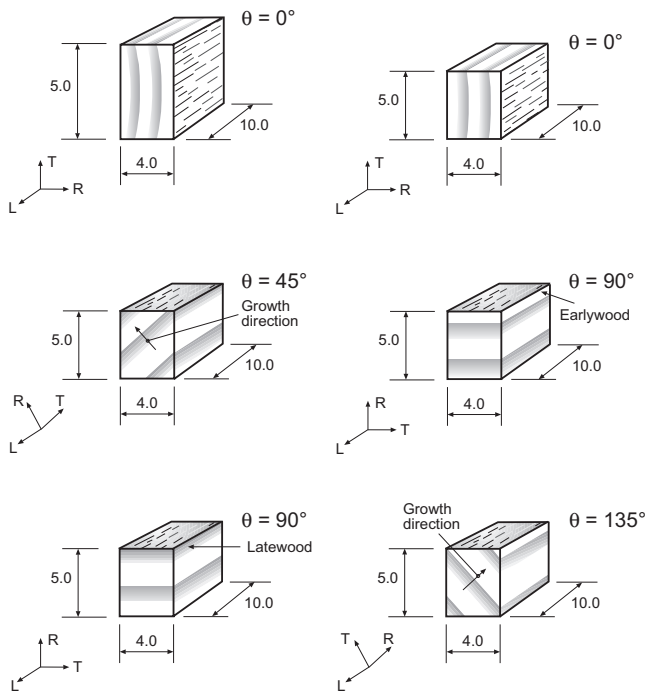 θ = 0°
5.0
10.0
4.0
T
R
L
θ = 0°
5.0
10.0
4.0
T
R
L
θ = 45°
Growth
direction
5.0
10.0
4.0
R
T
L
θ = 90°
Earlywood
5.0
10.0
4.0
R
T
L
θ = 90°
Latewood
5.0
10.0
4.0
R
T
L
Growth
direction
θ = 135°
5.0
10.0
4.0
T
R
L